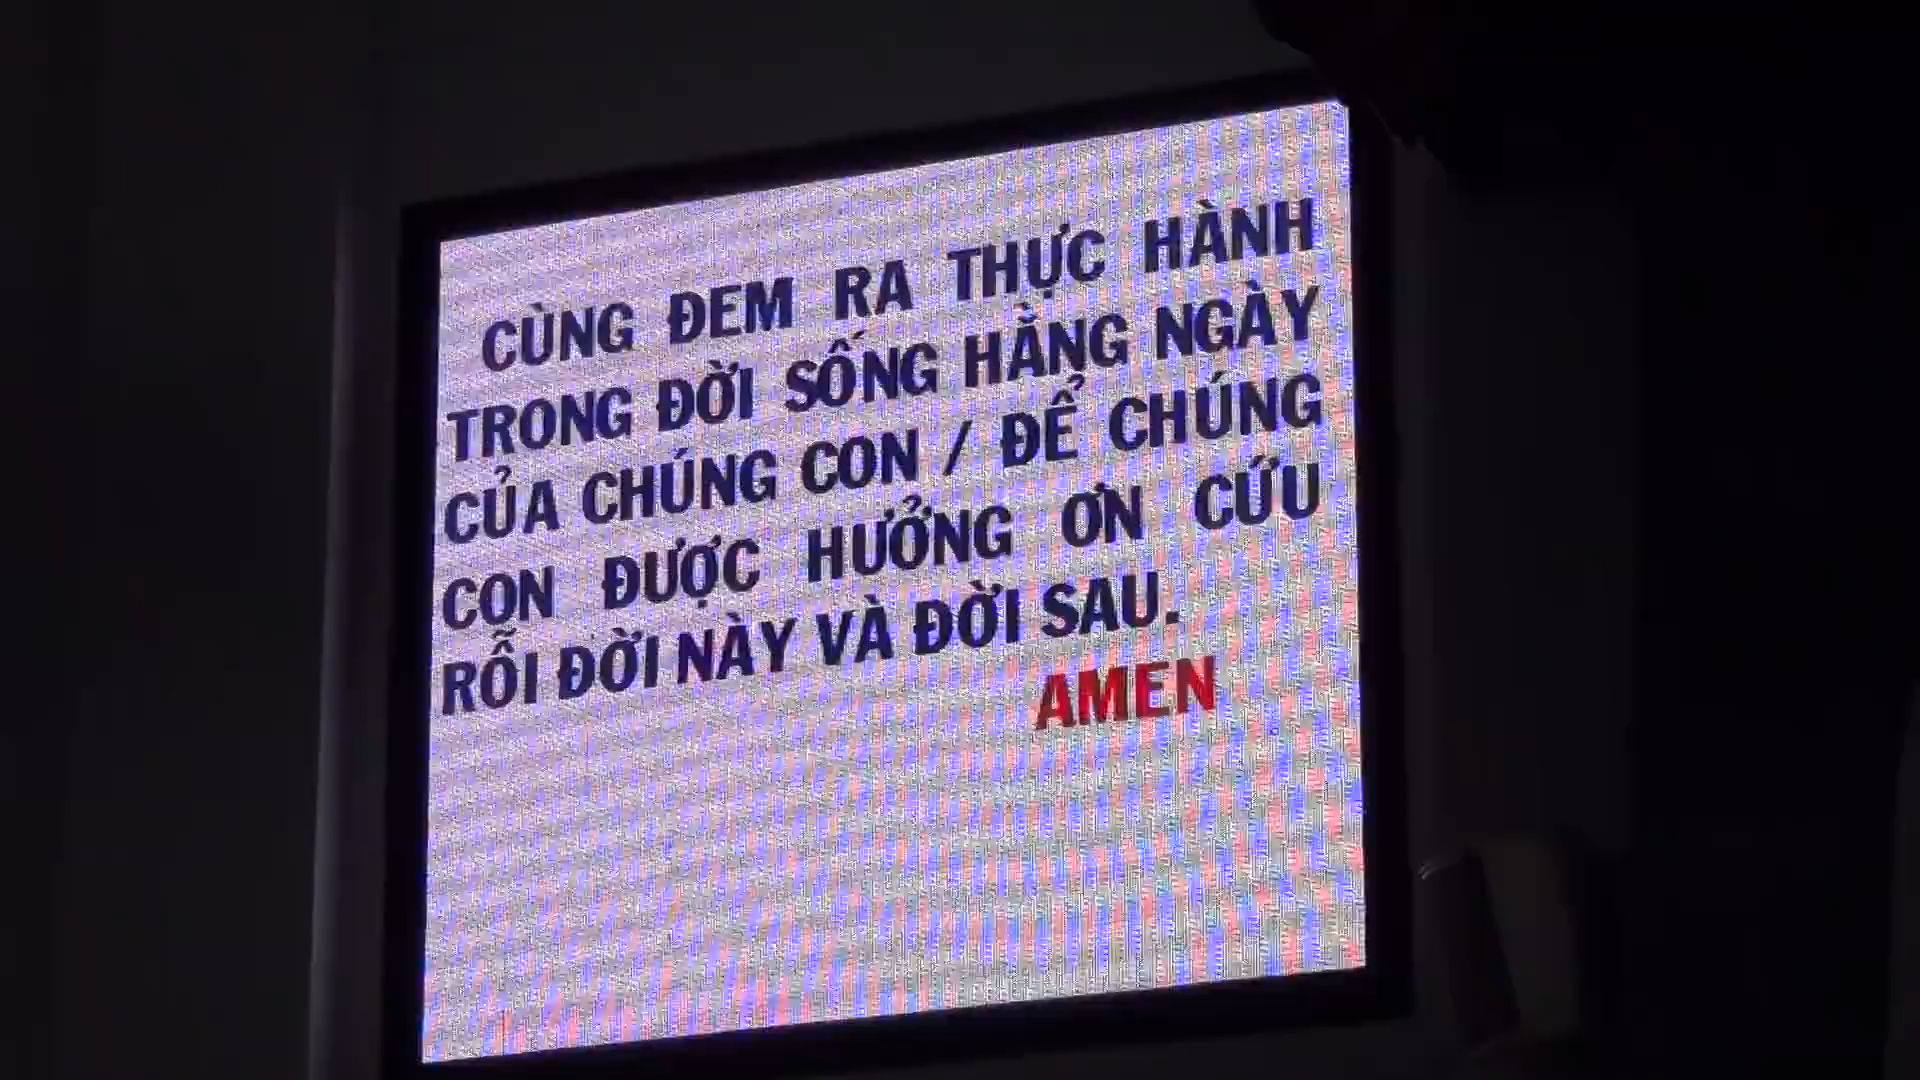 CÙNG ĐEM RA THỰC HÀNH
TRONG ĐỜI SỐNG HẰNG NGÀY
CỦA CHÚNG CON / ĐỂ CHÚNG
CON ĐƯỢC HƯỞNG ƠN CỨU
RỖI ĐỜI NÀY VÀ ĐỜI SAU.
AMEN